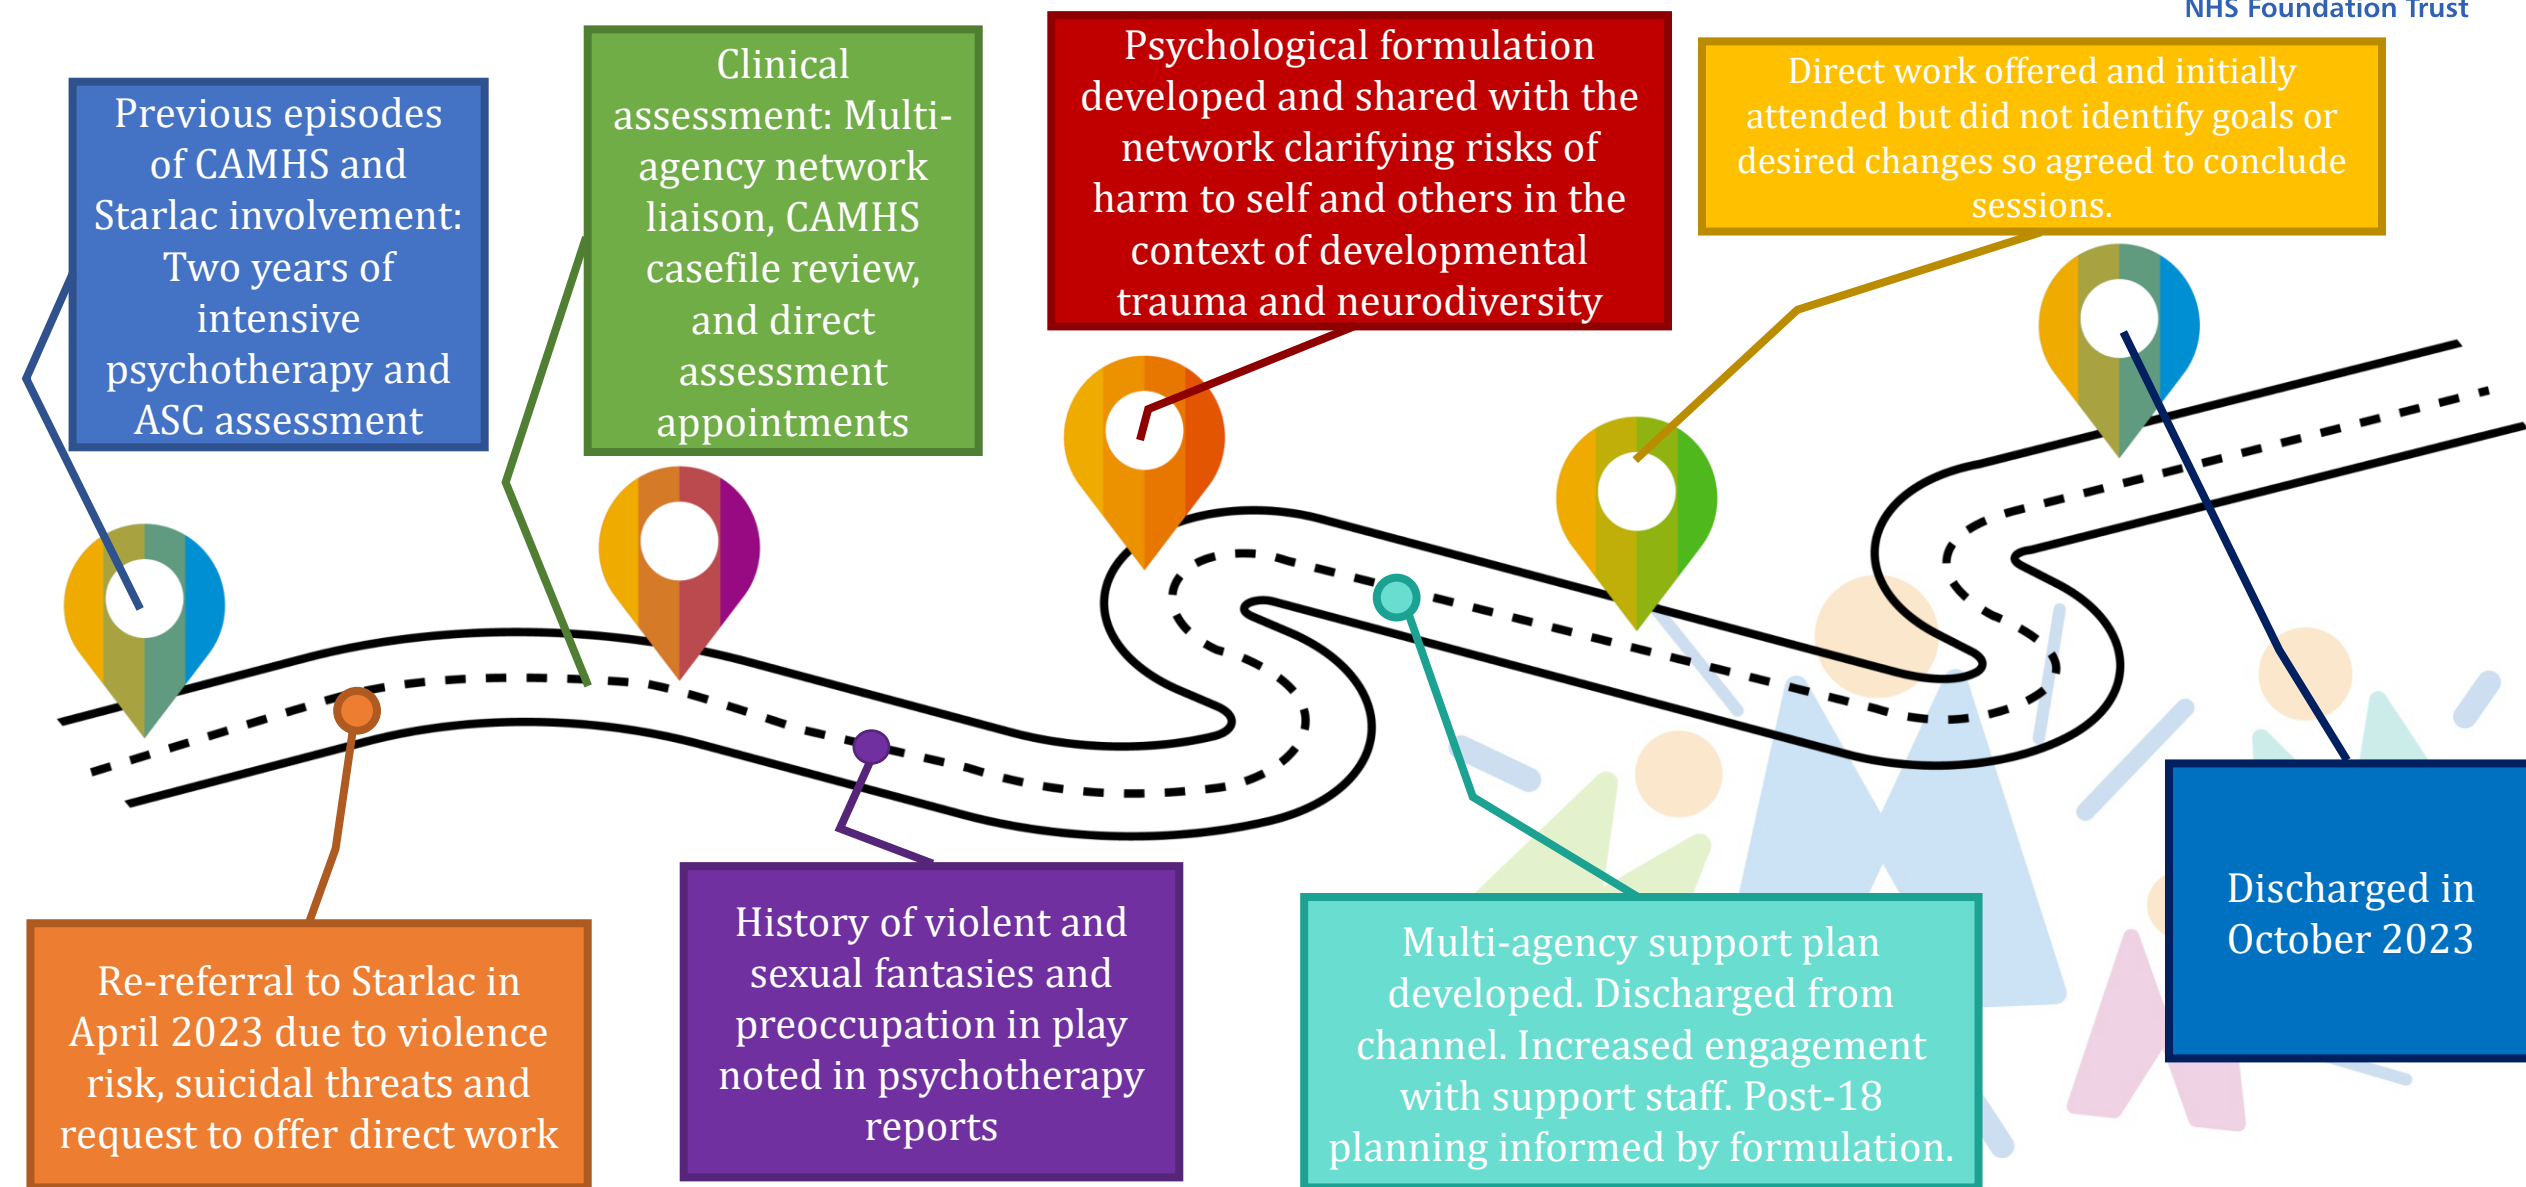 NHS Foundation Trust
Previous episodes
of CAMHS and
Starlac involvement:
Two years of
intensive
psychotherapy and
ASC assessment
Clinical
assessment: Multi-
agency network
liaison, CAMHS
casefile review,
and direct
assessment
appointments
Psychological formulation
developed and shared with the
network clarifying risks of
harm to self and others in the
context of developmental
trauma and neurodiversity
Direct work offered and initially
attended but did not identify goals or
desired changes so agreed to conclude
sessions.
Re-referral to Starlac in
April 2023 due to violence
risk, suicidal threats and
request to offer direct work
History of violent and
sexual fantasies and
preoccupation in play
noted in psychotherapy
reports
Multi-agency support plan
developed. Discharged from
channel. Increased engagement
with support staff. Post-18
planning informed by formulation.
Discharged in
October 2023